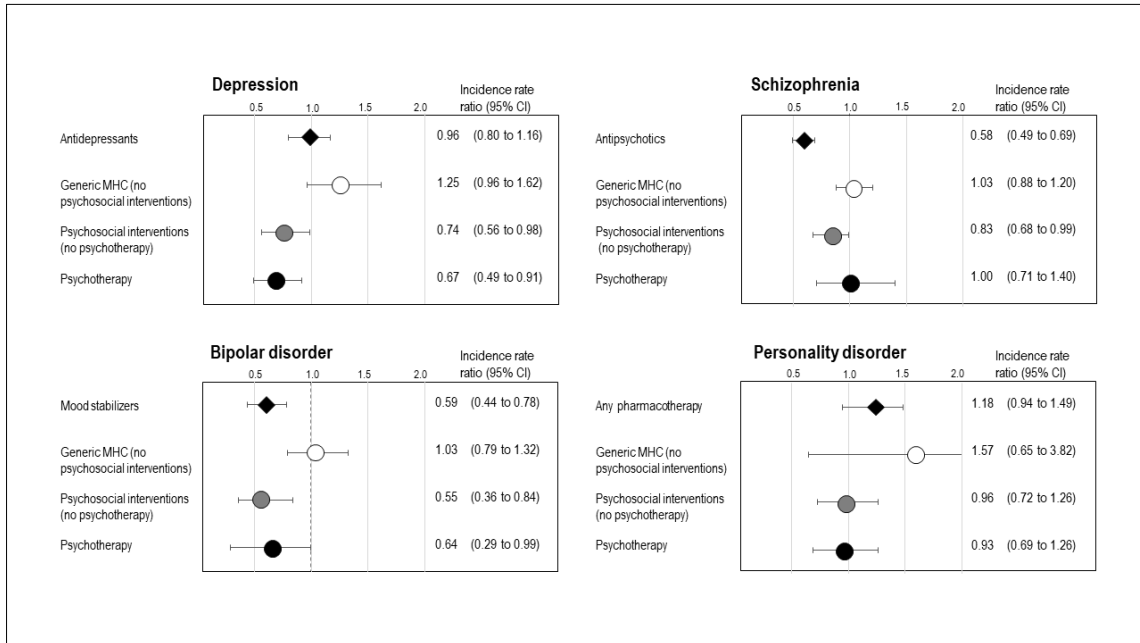 Depression
Incidence rate
ratio (95% CI)
0.5 1.0 1.5 2.0
Antidepressants 0.96 (0.80 to 1.16)
Generic MHC (no
psychosocial interventions) 1.25 (0.96 to 1.62)
Psychosocial interventions
(no psychotherapy) 0.74 (0.56 to 0.98)
Psychotherapy 0.67 (0.49 to 0.91)
Schizophrenia
Incidence rate
ratio (95% CI)
0.5 1.0 1.5 2.0
Antipsychotics 0.58 (0.49 to 0.69)
Generic MHC (no
psychosocial interventions) 1.03 (0.88 to 1.20)
Psychosocial interventions
(no psychotherapy) 0.83 (0.68 to 0.99)
Psychotherapy 1.00 (0.71 to 1.40)
Bipolar disorder
Incidence rate
ratio (95% CI)
0.5 1.0 1.5 2.0
Mood stabilizers 0.59 (0.44 to 0.78)
Generic MHC (no
psychosocial interventions) 1.03 (0.79 to 1.32)
Psychosocial interventions
(no psychotherapy) 0.55 (0.36 to 0.84)
Psychotherapy 0.64 (0.29 to 0.99)
Personality disorder
Incidence rate
ratio (95% CI)
0.5 1.0 1.5 2.0
Any pharmacotherapy 1.18 (0.94 to 1.49)
Generic MHC (no
psychosocial interventions) 1.57 (0.65 to 3.82)
Psychosocial interventions
(no psychotherapy) 0.96 (0.72 to 1.26)
Psychotherapy 0.93 (0.69 to 1.26)